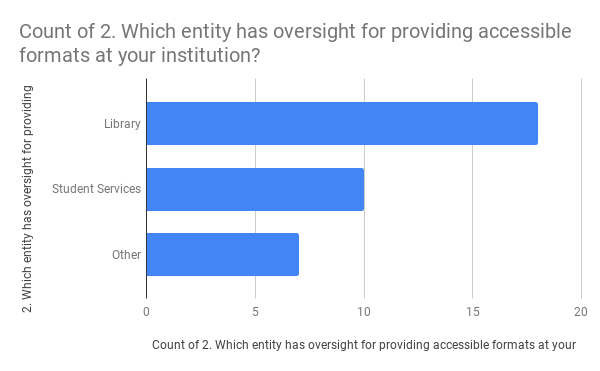 Count of 2. Which entity has oversight for providing accessible
formats at your institution?
2. Which entity has oversight for providing
Library
Student Services
Other
0 5 10 15 20
Count of 2. Which entity has oversight for providing accessible formats at your